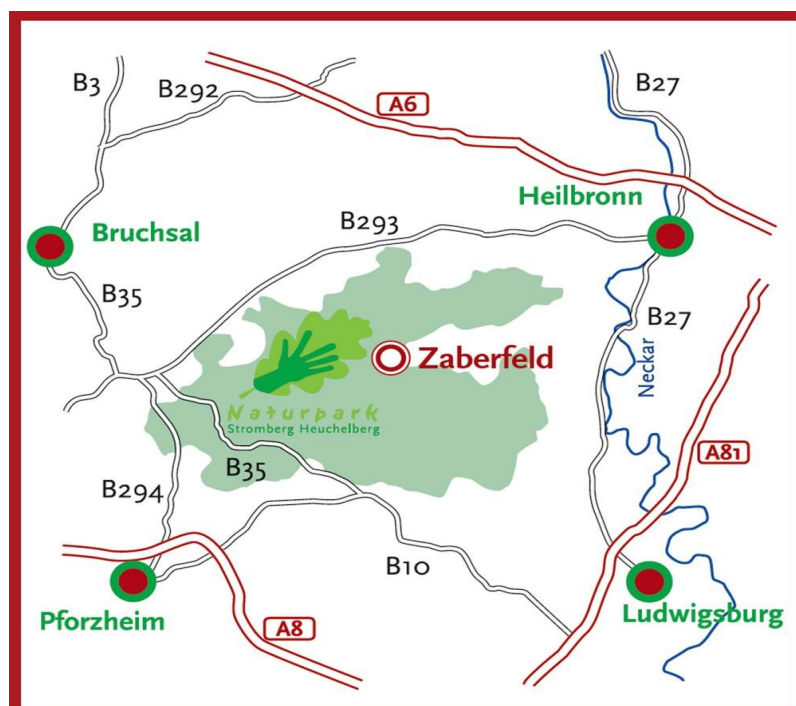 B3
B292
A6
B27
Heilbronn
Bruchsal
B293
B35
B27
Neckar
Zaberfeld
Naturpark
Stromberg Heuchelberg
A81
B35
B294
B10
Pforzheim
A8
Ludwigsburg